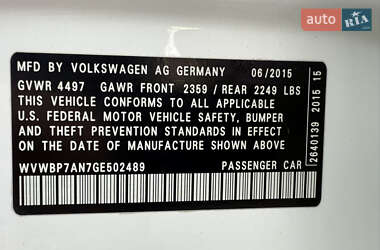 auto RIA.com
MFD BY VOLKSWAGEN AG GERMANY 06/2015
GVWR 4497 GAWR FRONT 2359 / REAR 2249 LBS
THIS VEHICLE CONFORMS TO ALL APPLICABLE
U.S. FEDERAL MOTOR VEHICLE SAFETY, BUMPER
AND THEFT PREVENTION STANDARDS IN EFFECT
ON THE DATE OF MANUFACTURE SHOWN ABOVE
WVWBP7AN7GE502489 PASSENGER CAR
2640139 2015 15